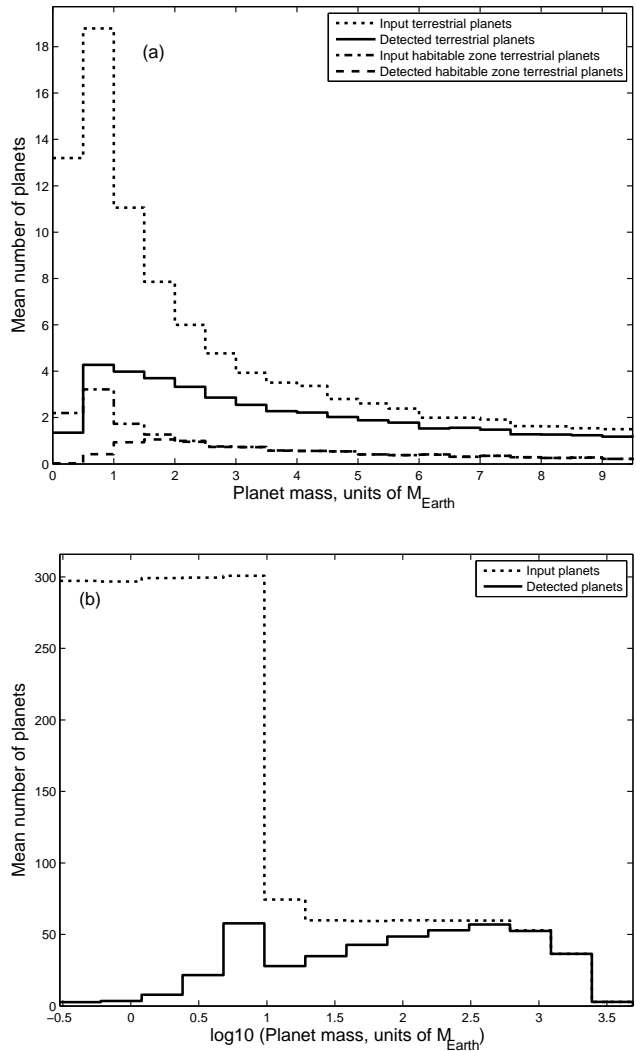 18
16
14
12
10
8
6
4
2
0
Mean number of planets
(a)
Input terrestrial planets
Detected terrestrial planets
Input habitable zone terrestrial planets
Detected habitable zone terrestrial planets
0 1 2 3 4 5 6 7 8 9
Planet mass, units of M_Earth
300
250
200
150
100
50
0
Mean number of planets
(b)
Input planets
Detected planets
−0.5 0 0.5 1 1.5 2 2.5 3 3.5
log10 (Planet mass, units of M_Earth)